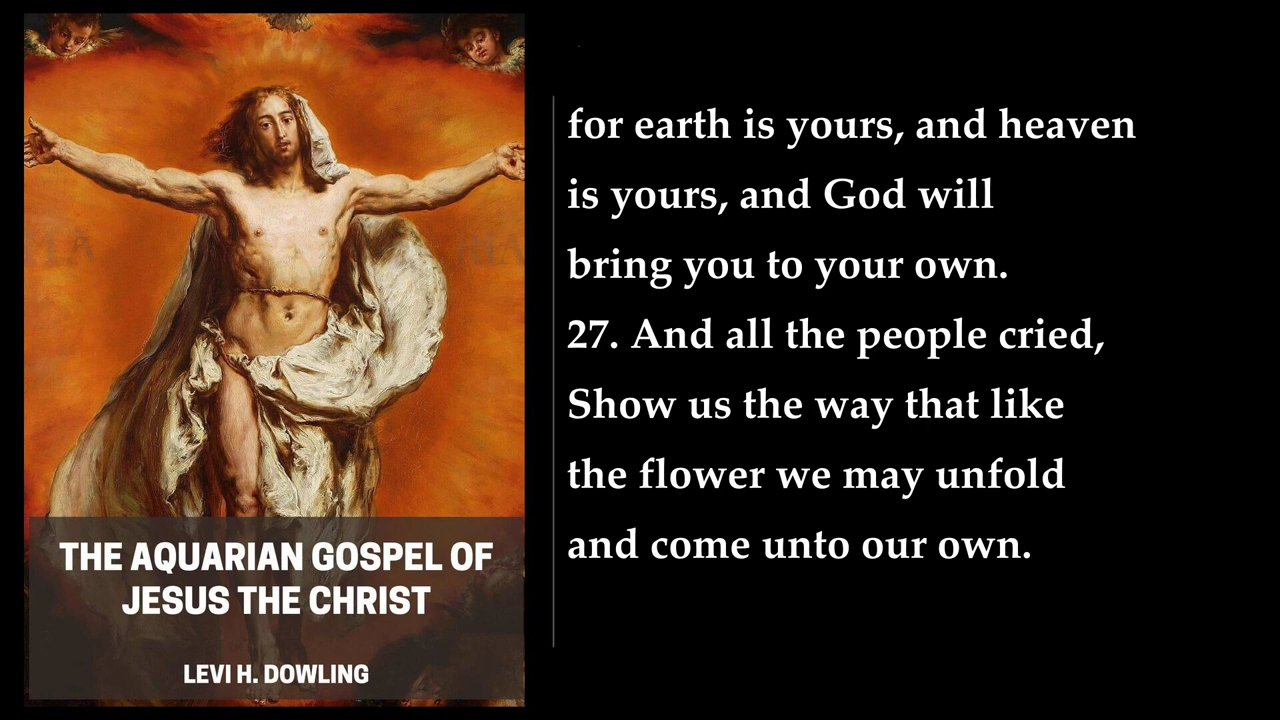 THE AQUARIAN GOSPEL OF
JESUS THE CHRIST
LEVI H. DOWLING
for earth is yours, and heaven
is yours, and God will
bring you to your own.
27. And all the people cried,
Show us the way that like
the flower we may unfold
and come unto our own.